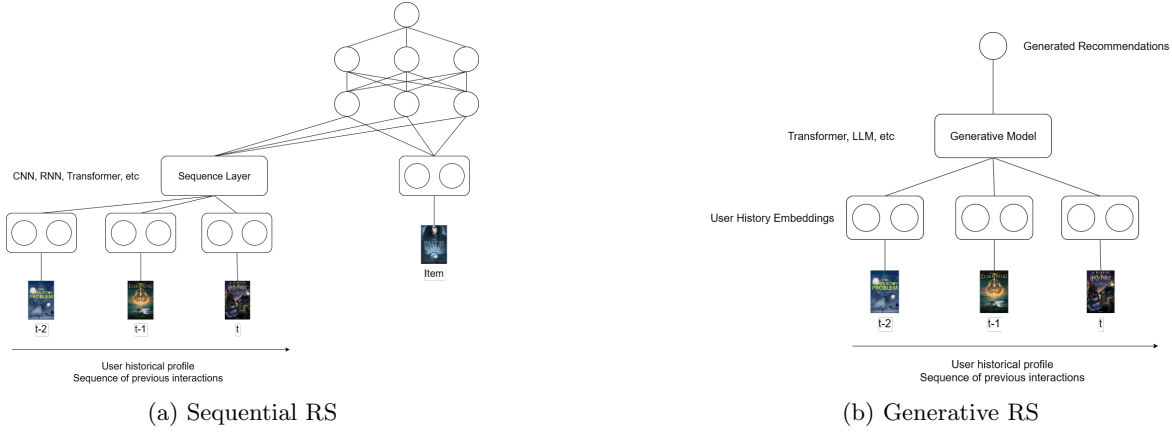 CNN, RNN, Transformer, etc
Sequence Layer
Item
t-2
t-1
t
User historical profile
Sequence of previous interactions
(a) Sequential RS
Generated Recommendations
Transformer, LLM, etc
Generative Model
User History Embeddings
t-2
t-1
t
User historical profile
Sequence of previous interactions
(b) Generative RS